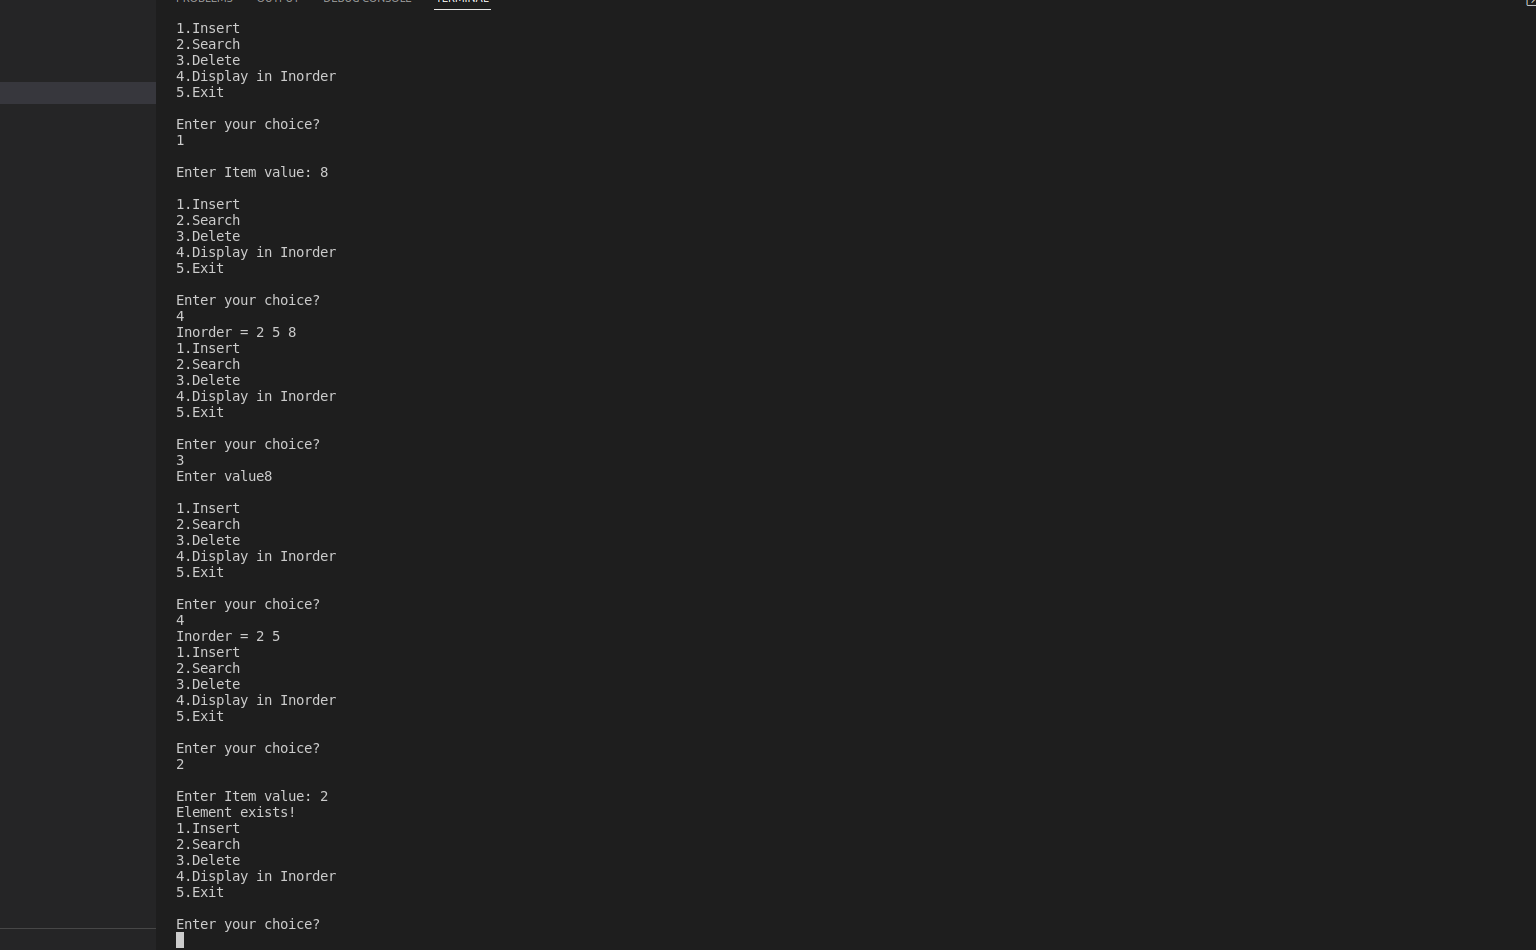 PROBLEMS OUTPUT DEBUG CONSOLE TERMINAL
1.Insert
2.Search
3.Delete
4.Display in Inorder
5.Exit
Enter your choice?
1
Enter Item value: 8
1.Insert
2.Search
3.Delete
4.Display in Inorder
5.Exit
Enter your choice?
4
Inorder = 2 5 8
1.Insert
2.Search
3.Delete
4.Display in Inorder
5.Exit
Enter your choice?
3
Enter value8
1.Insert
2.Search
3.Delete
4.Display in Inorder
5.Exit
Enter your choice?
4
Inorder = 2 5
1.Insert
2.Search
3.Delete
4.Display in Inorder
5.Exit
Enter your choice?
2
Enter Item value: 2
Element exists!
1.Insert
2.Search
3.Delete
4.Display in Inorder
5.Exit
Enter your choice?